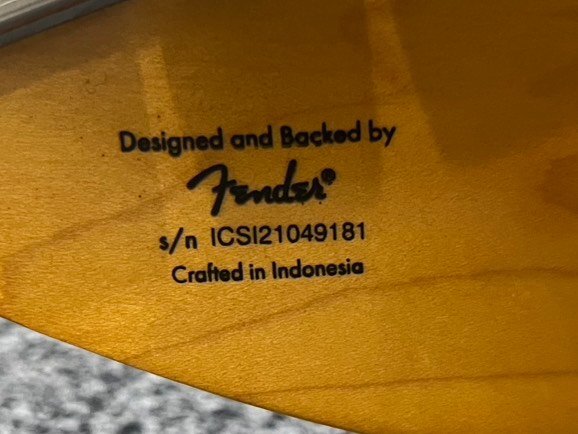 Designed and Backed by
Fender®
s/n ICSI21049181
Crafted in Indonesia